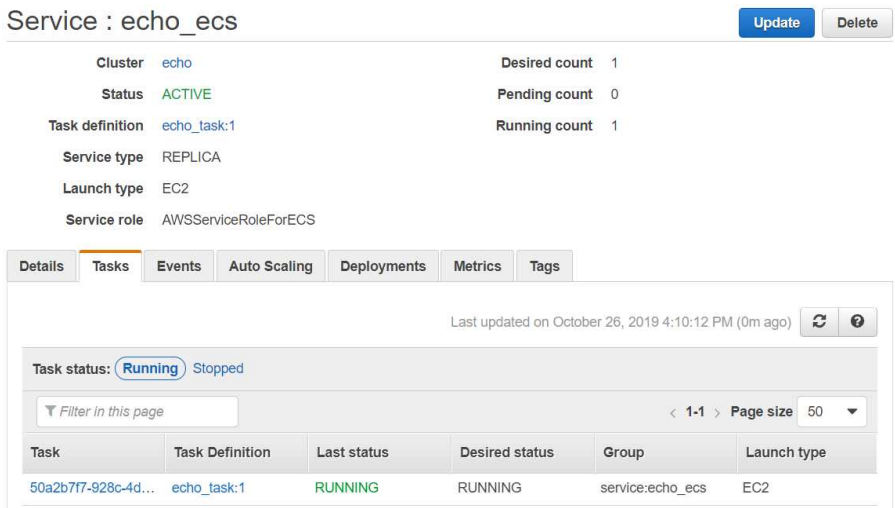 Service : echo_ecs
Update
Delete
Cluster echo
Desired count 1
Status ACTIVE
Pending count 0
Task definition echo_task:1
Running count 1
Service type REPLICA
Launch type EC2
Service role AWSServiceRoleForECS
Details Tasks Events Auto Scaling Deployments Metrics Tags
Last updated on October 26, 2019 4:10:12 PM (0m ago)
Task status: Running Stopped
Filter in this page
< 1-1 > Page size 50
Task Task Definition Last status Desired status Group Launch type
50a2b7f7-928c-4d... echo_task:1 RUNNING RUNNING service:echo_ecs EC2